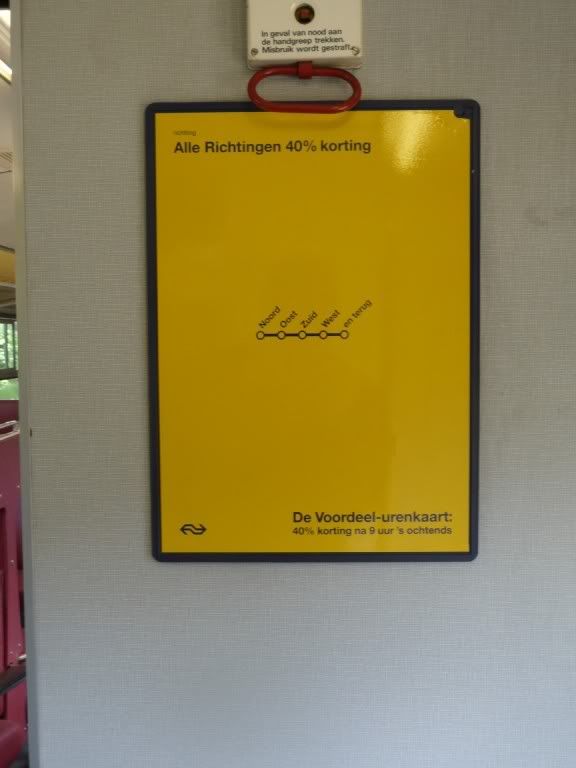 In geval van nood aan
de handgreep trekken.
Misbruik wordt gestraft.
richting
Alle Richtingen 40% korting
Noord
Oost
Zuid
West
en terug
De Voordeel-urenkaart:
40% korting na 9 uur 's ochtends